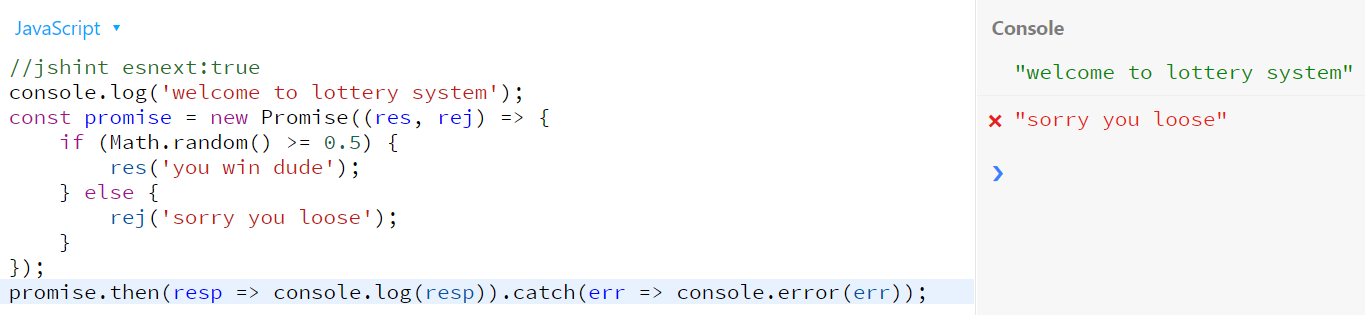 JavaScript
//jshint esnext:true
console.log('welcome to lottery system');
const promise = new Promise((res, rej) => {
    if (Math.random() >= 0.5) {
        res('you win dude');
    } else {
        rej('sorry you loose');
    }
});
promise.then(resp => console.log(resp)).catch(err => console.error(err));
Console
"welcome to lottery system"
"sorry you loose"